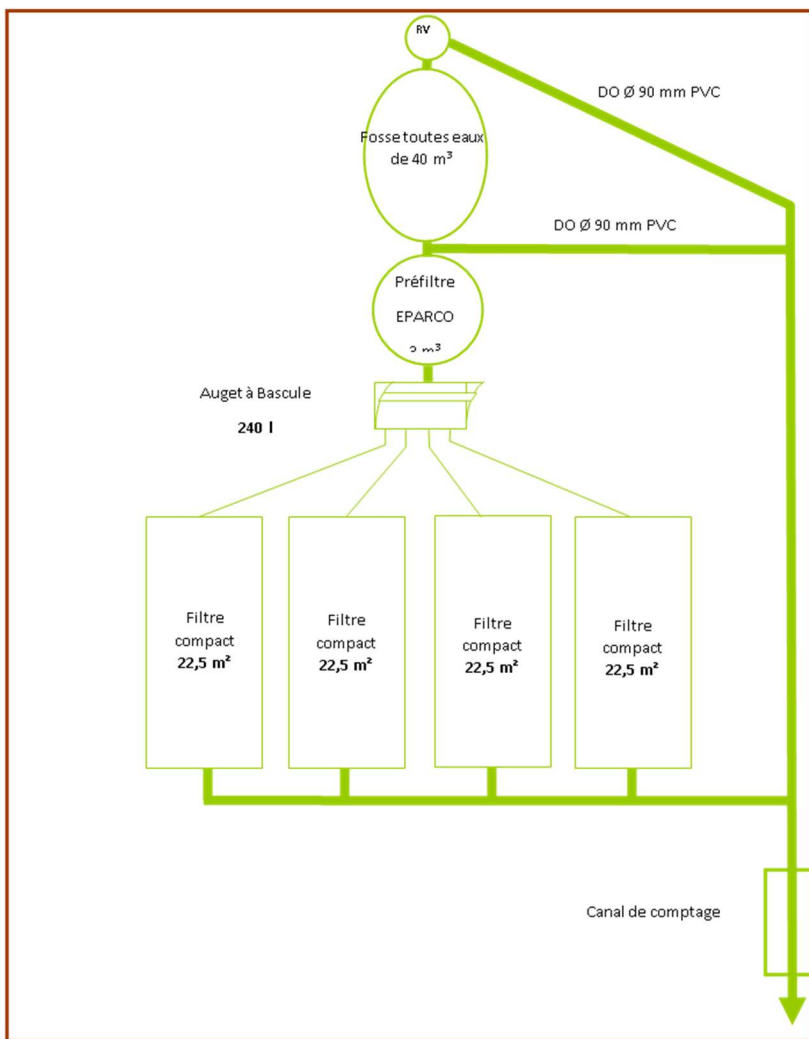 RV
DO Ø 90 mm PVC
Fosse toutes eaux
de 40 m³
DO Ø 90 mm PVC
Préfiltre
EPARCO
m³
Auget à Bascule
240 l
Filtre
compact
22,5 m²
Filtre
compact
22,5 m²
Filtre
compact
22,5 m²
Filtre
compact
22,5 m²
Canal de comptage